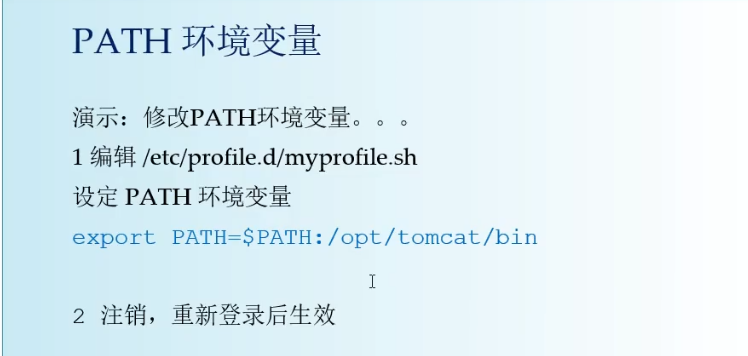 PATH 环境变量
演示：修改PATH环境变量。。。
1 编辑 /etc/profile.d/myprofile.sh
设定 PATH 环境变量
export PATH=$PATH:/opt/tomcat/bin
2 注销，重新登录后生效